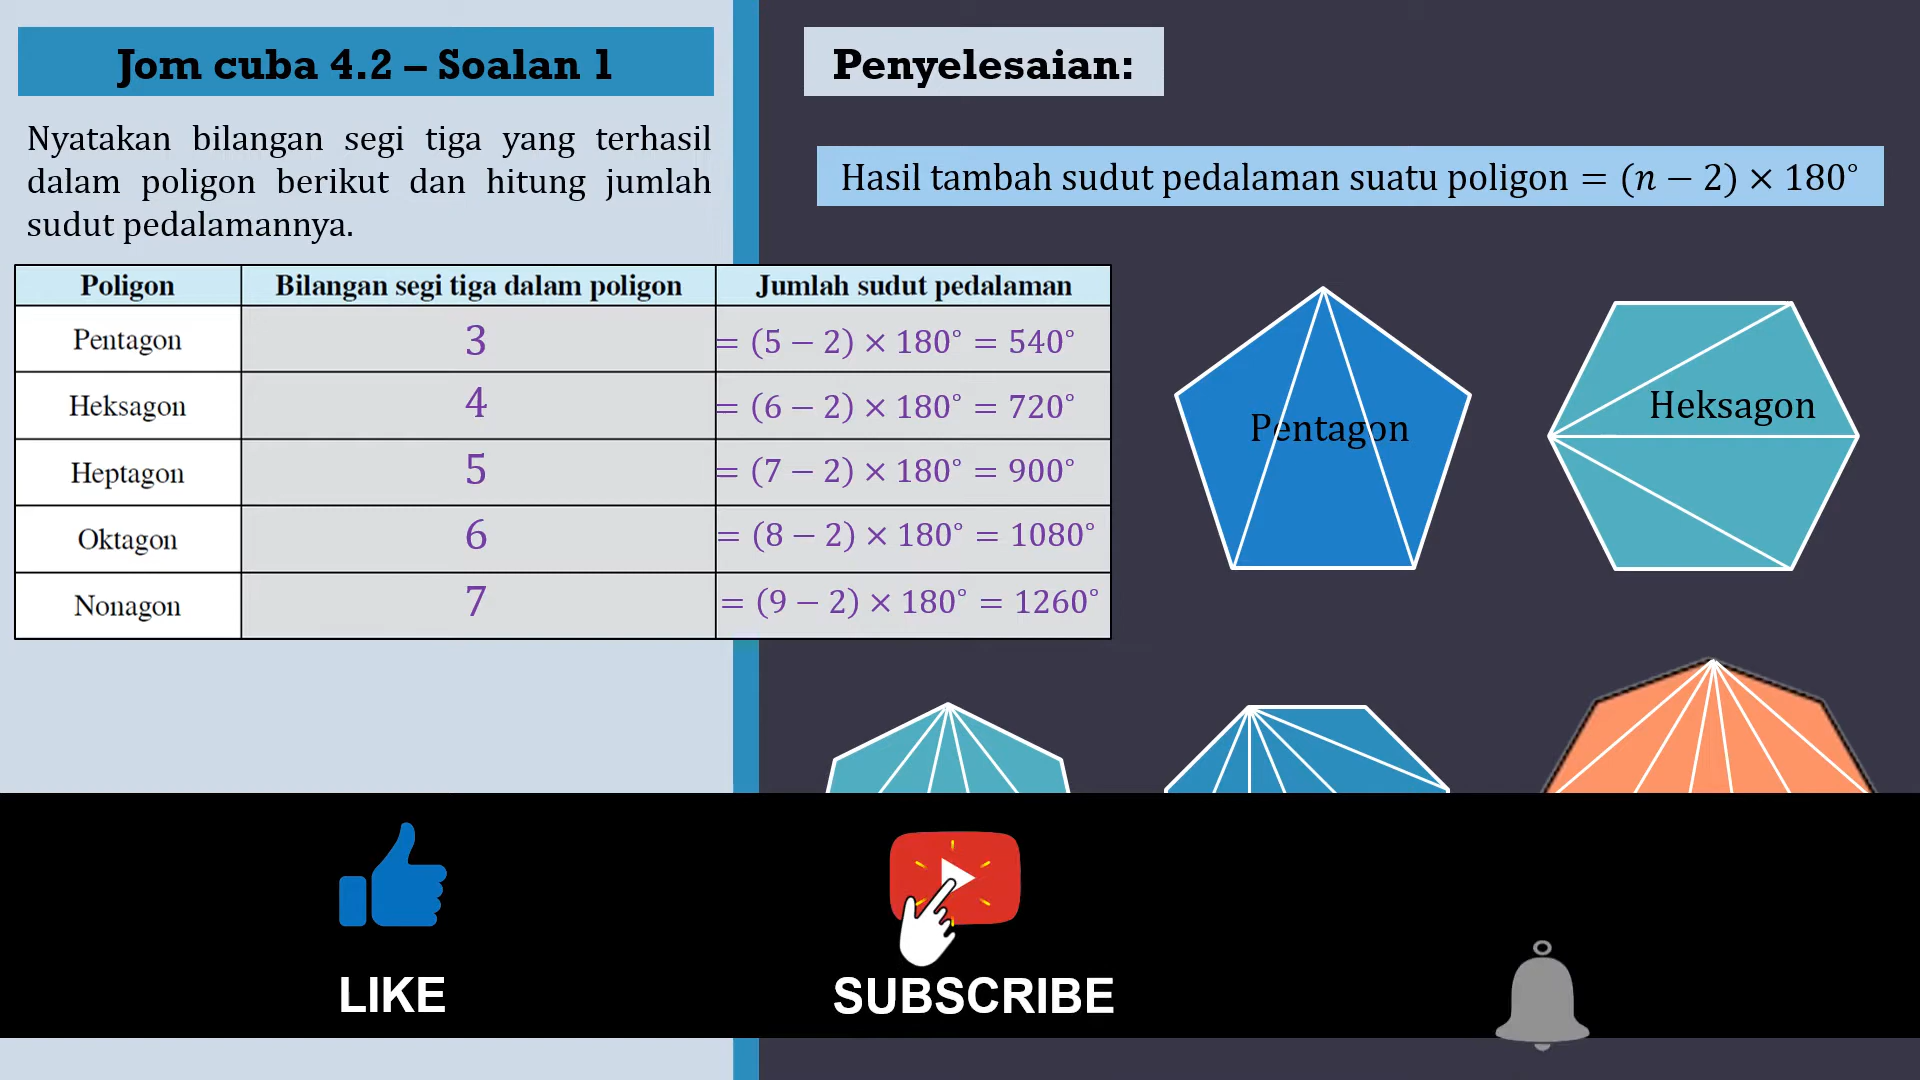 Jom cuba 4.2 – Soalan 1
Nyatakan bilangan segi tiga yang terhasil
dalam poligon berikut dan hitung jumlah
sudut pedalamannya.
Penyelesaian:
Hasil tambah sudut pedalaman suatu poligon = (n − 2) × 180°
Poligon Bilangan segi tiga dalam poligon Jumlah sudut pedalaman
Pentagon 3 = (5 − 2) × 180° = 540°
Heksagon 4 = (6 − 2) × 180° = 720°
Heptagon 5 = (7 − 2) × 180° = 900°
Oktagon 6 = (8 − 2) × 180° = 1080°
Nonagon 7 = (9 − 2) × 180° = 1260°
Pentagon
Heksagon
LIKE
SUBSCRIBE